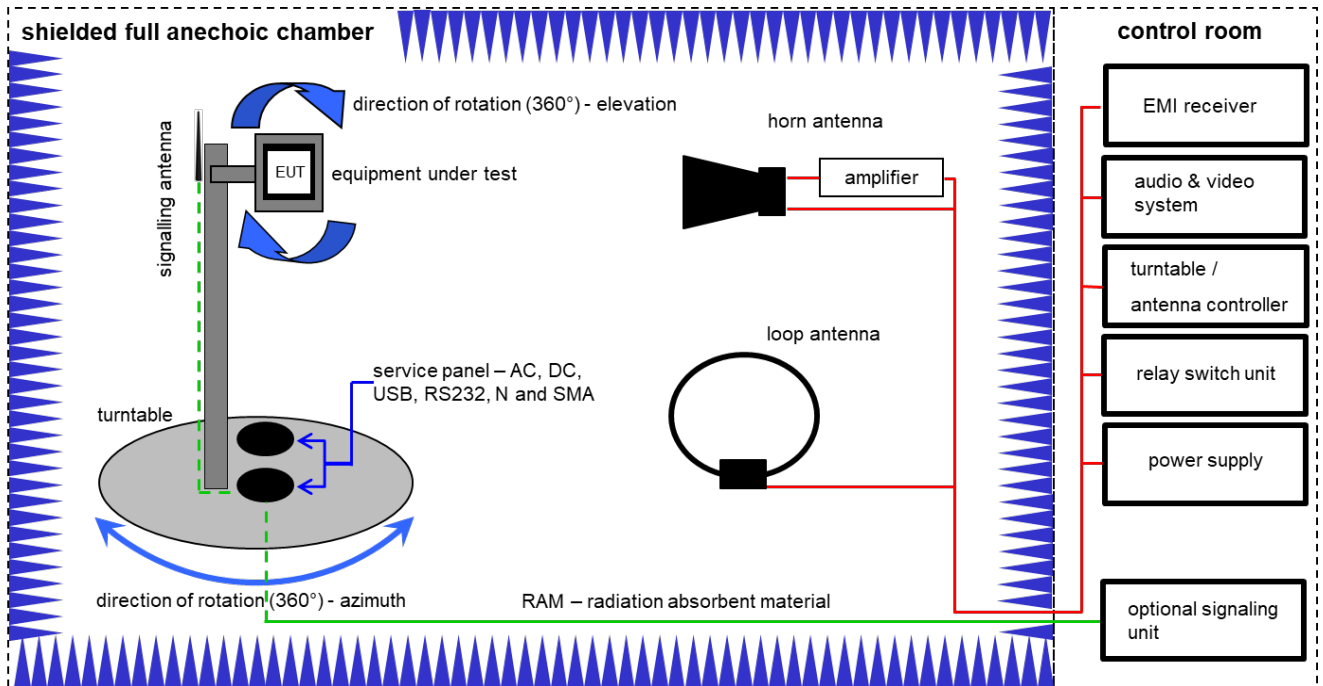 shielded full anechoic chamber
control room
direction of rotation (360°) - elevation
signalling antenna
EUT
equipment under test
horn antenna
amplifier
EMI receiver
audio & video
system
turntable /
antenna controller
loop antenna
relay switch unit
service panel – AC, DC,
USB, RS232, N and SMA
turntable
power supply
direction of rotation (360°) - azimuth
RAM – radiation absorbent material
optional signaling
unit